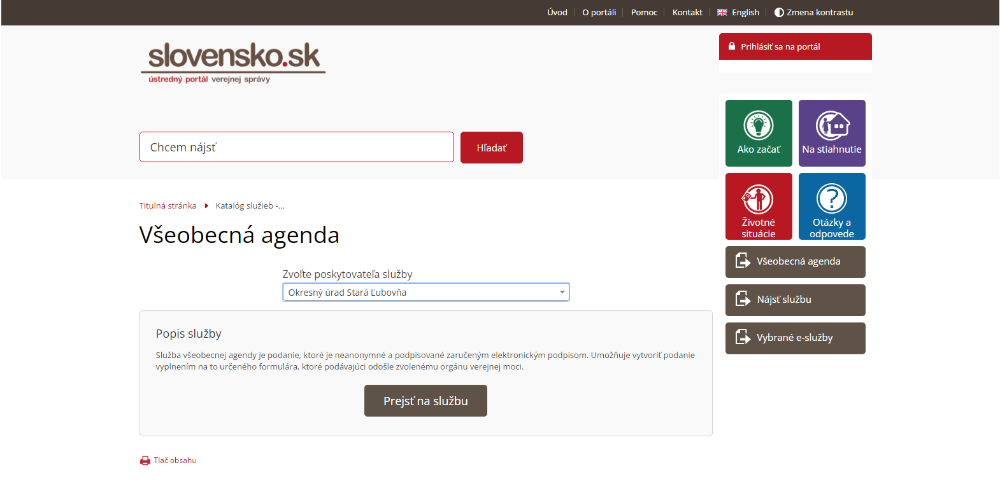 Úvod
O portáli
Pomoc
Kontakt
English
Zmena kontrastu
slovensko.sk
ústredný portál verejnej správy
Prihlásiť sa na portál
Chcem nájsť
Hľadať
Ako začať
Na stiahnutie
Životné
situácie
Otázky a
odpovede
Všeobecná agenda
Nájsť službu
Vybrané e-služby
Titulná stránka
Katalóg služieb -...
Všeobecná agenda
Zvoľte poskytovateľa služby
Okresný úrad Stará Ľubovňa
Popis služby
Služba všeobecnej agendy je podanie, ktoré je neanonymné a podpisované zaručeným elektronickým podpisom. Umožňuje vytvoriť podanie
vyplnením na to určeného formulára, ktoré podávajúci odošle zvolenému orgánu verejnej moci.
Prejsť na službu
Tlač obsahu